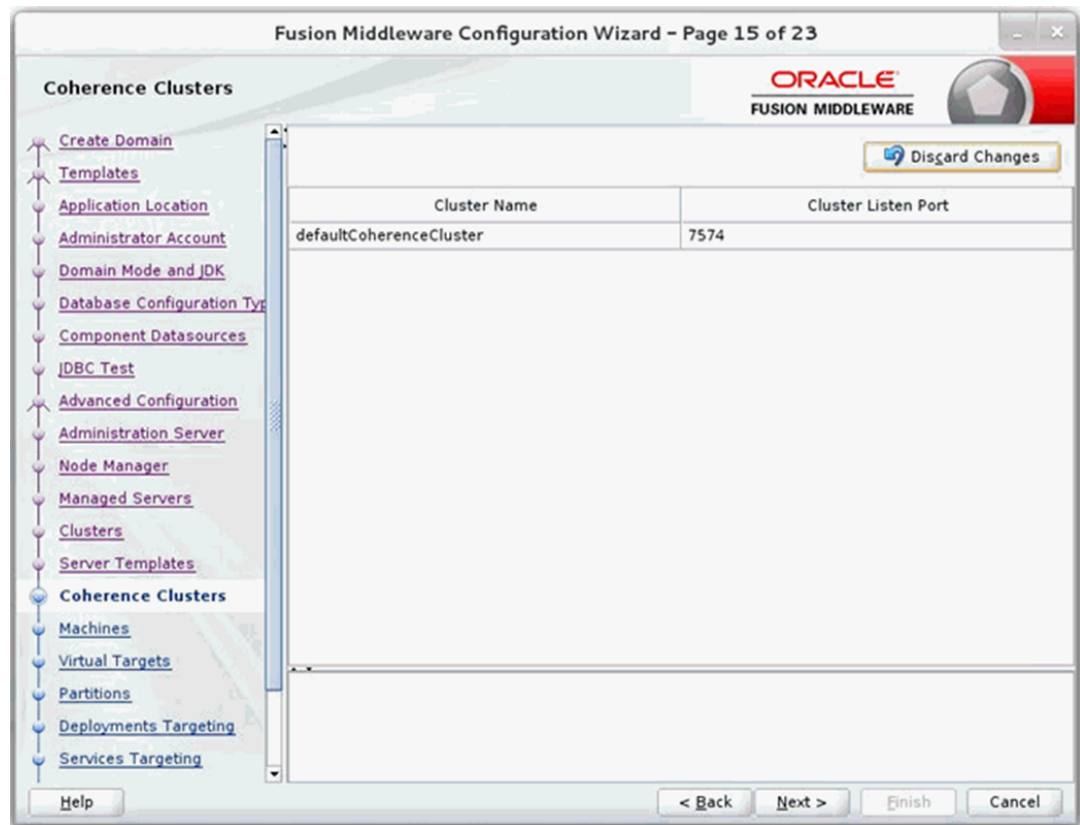 Fusion Middleware Configuration Wizard – Page 15 of 23
Coherence Clusters
ORACLE
FUSION MIDDLEWARE
Create Domain
Templates
Application Location
Administrator Account
Domain Mode and JDK
Database Configuration Typ
Component Datasources
JDBC Test
Advanced Configuration
Administration Server
Node Manager
Managed Servers
Clusters
Server Templates
Coherence Clusters
Machines
Virtual Targets
Partitions
Deployments Targeting
Services Targeting
Discard Changes
Cluster Name Cluster Listen Port
defaultCoherenceCluster 7574
Help < Back Next > Finish Cancel